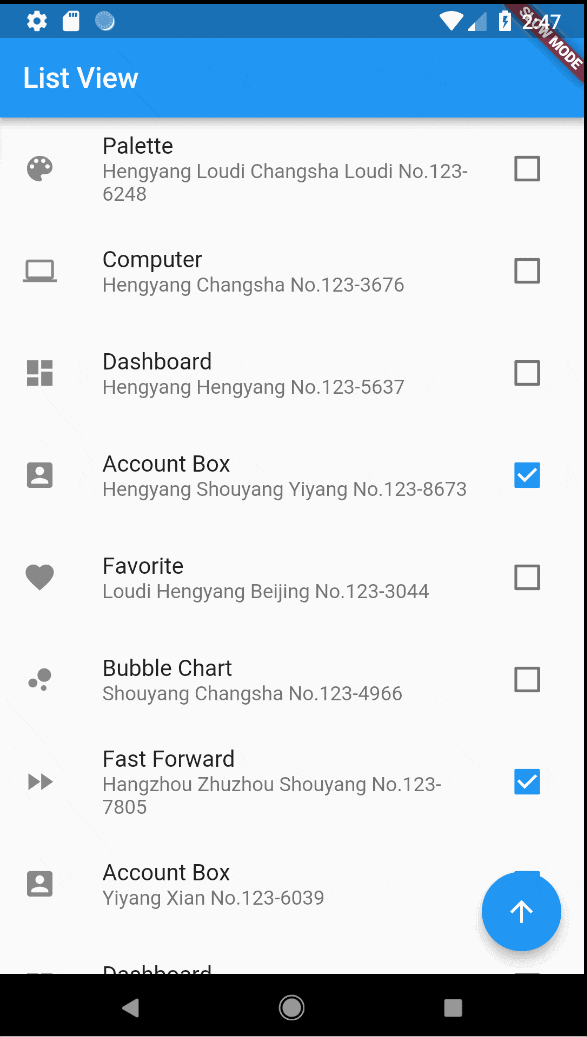 2:47
SLOW MODE
List View
Palette
Hengyang Loudi Changsha Loudi No.123-
6248
Computer
Hengyang Changsha No.123-3676
Dashboard
Hengyang Hengyang No.123-5637
Account Box
Hengyang Shouyang Yiyang No.123-8673
Favorite
Loudi Hengyang Beijing No.123-3044
Bubble Chart
Shouyang Changsha No.123-4966
Fast Forward
Hangzhou Zhuzhou Shouyang No.123-
7805
Account Box
Yiyang Xian No.123-6039
Dashboard